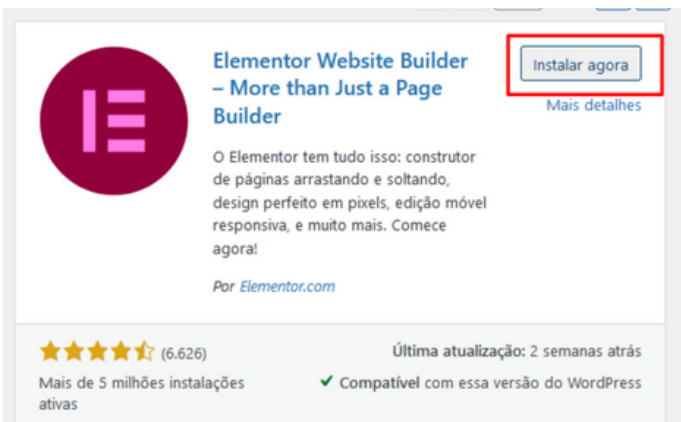 Elementor Website Builder
– More than Just a Page
Builder
Instalar agora
Mais detalhes
O Elementor tem tudo isso: construtor
de páginas arrastando e soltando,
design perfeito em pixels, edição móvel
responsiva, e muito mais. Comece
agora!
Por Elementor.com
(6.626)
Mais de 5 milhões instalações
ativas
Última atualização: 2 semanas atrás
Compatível com essa versão do WordPress